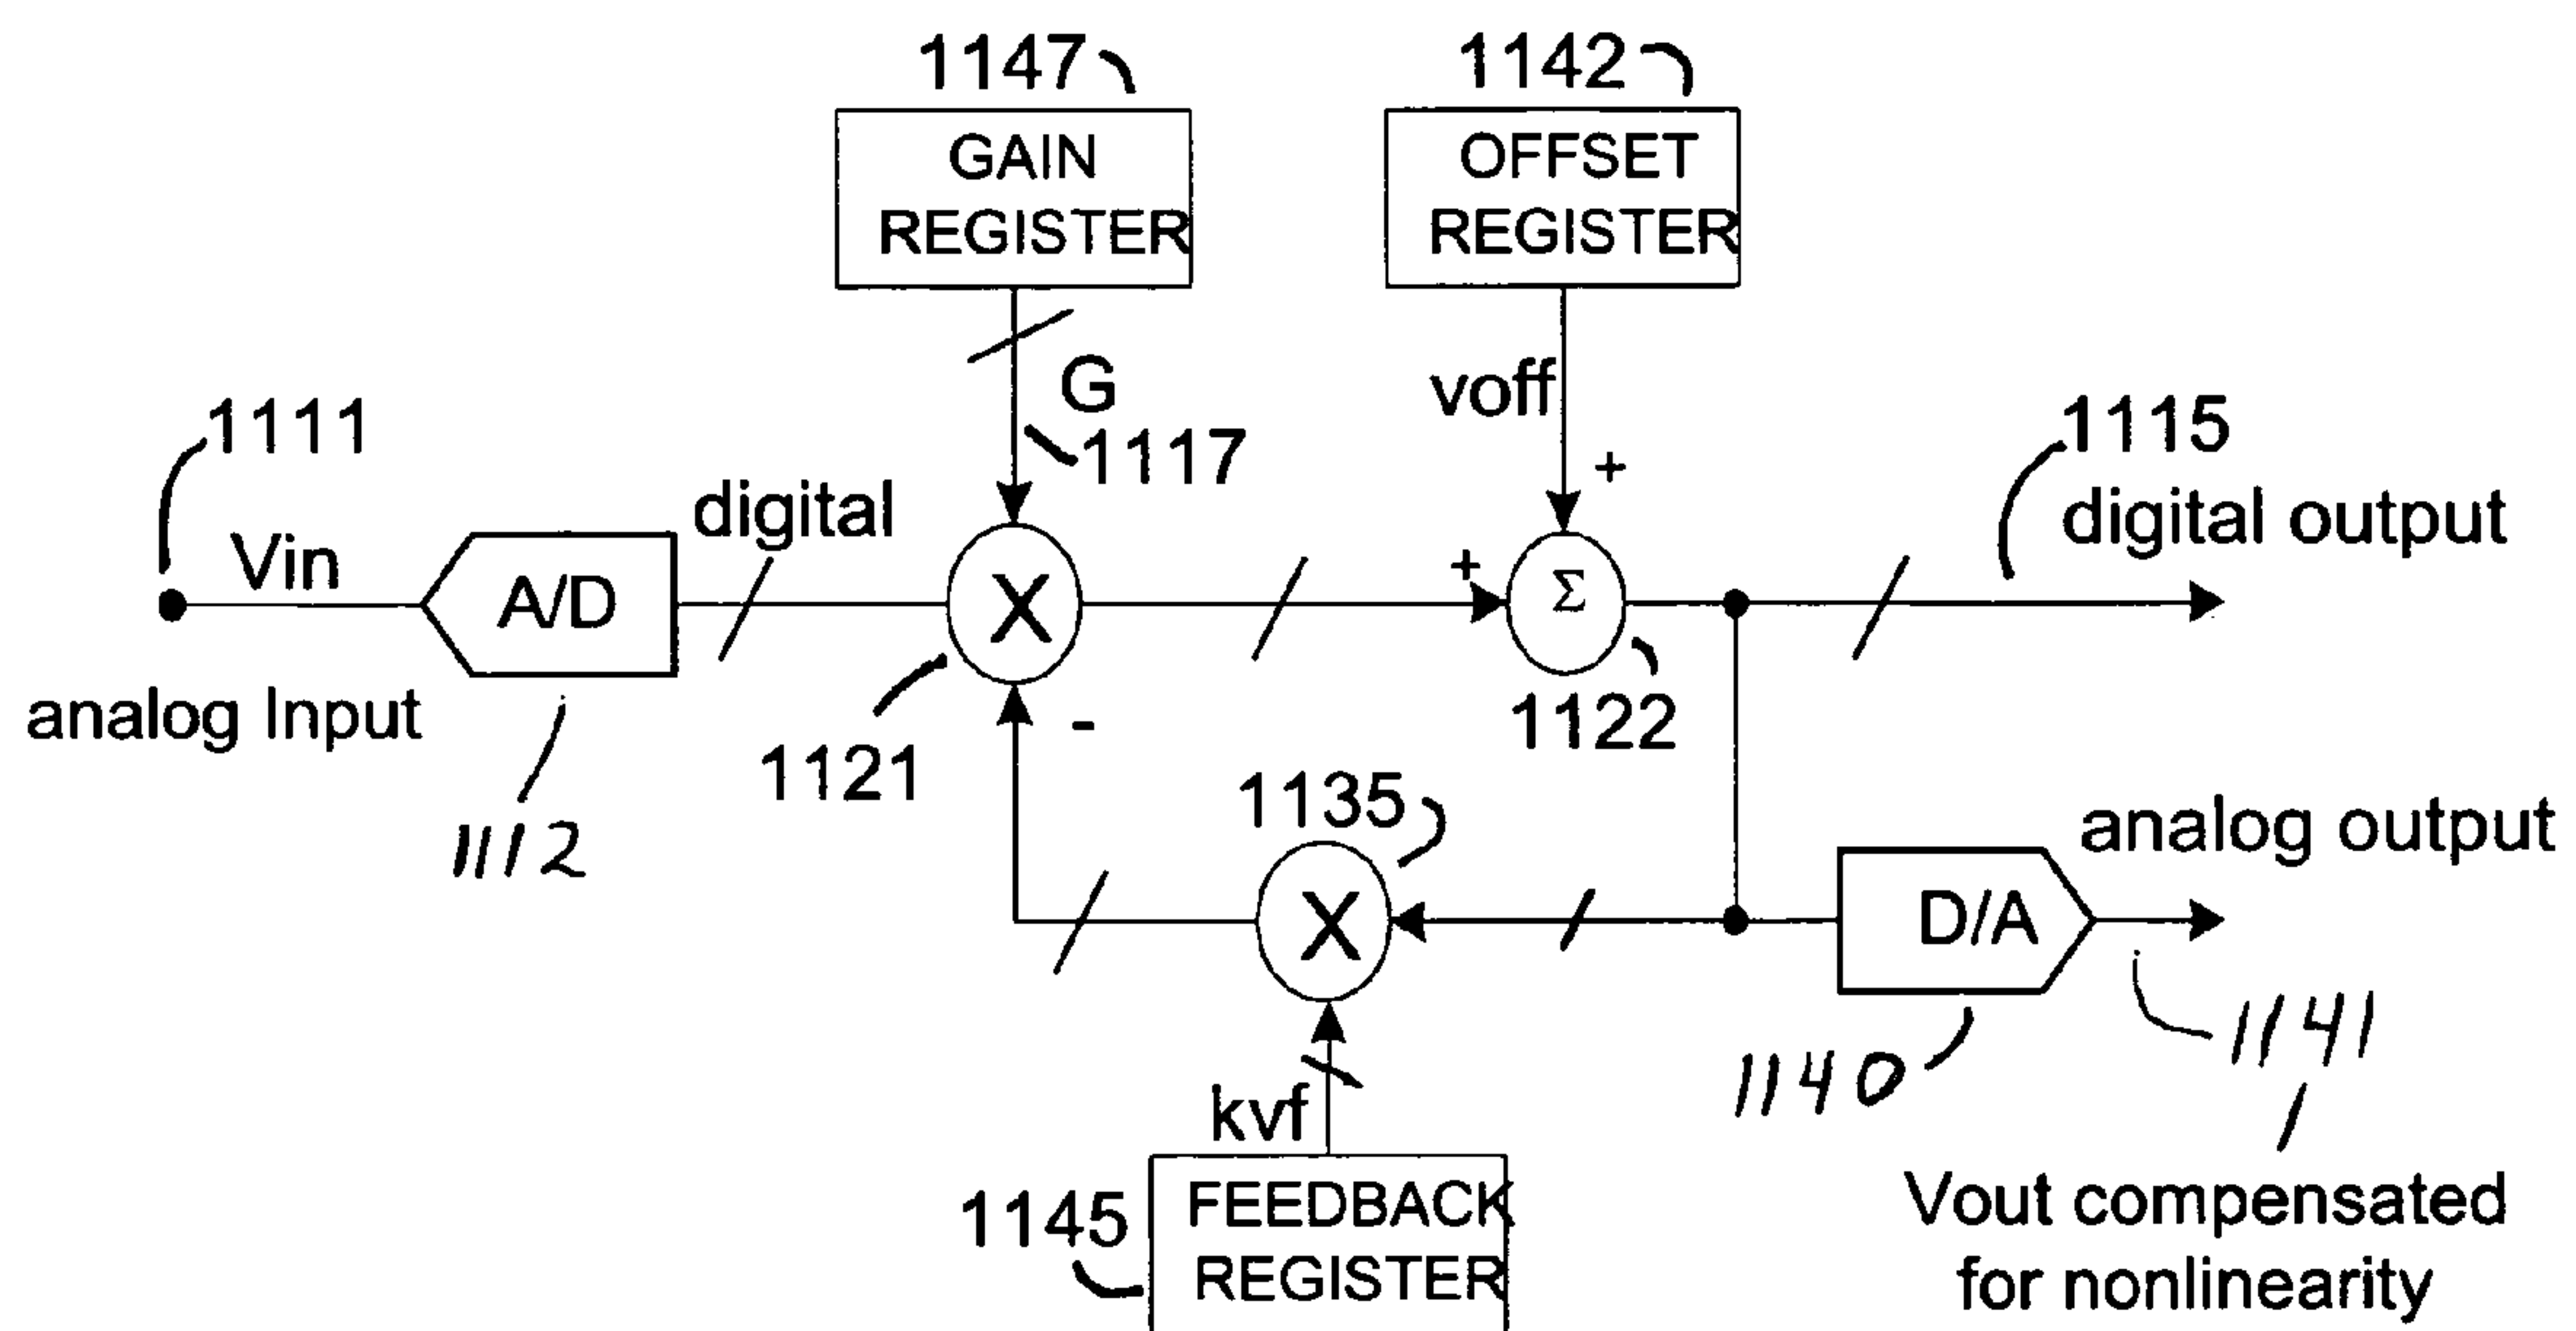 1147
1142
GAIN
REGISTER
OFFSET
REGISTER
G
voff
1111
1117
1115
+
digital
digital output
Vin
A/D
X
+
Σ
analog Input
-
1121
1122
1112
1135
analog output
X
D/A
1141
1140
kvf
1145
FEEDBACK
REGISTER
Vout compensated
for nonlinearity